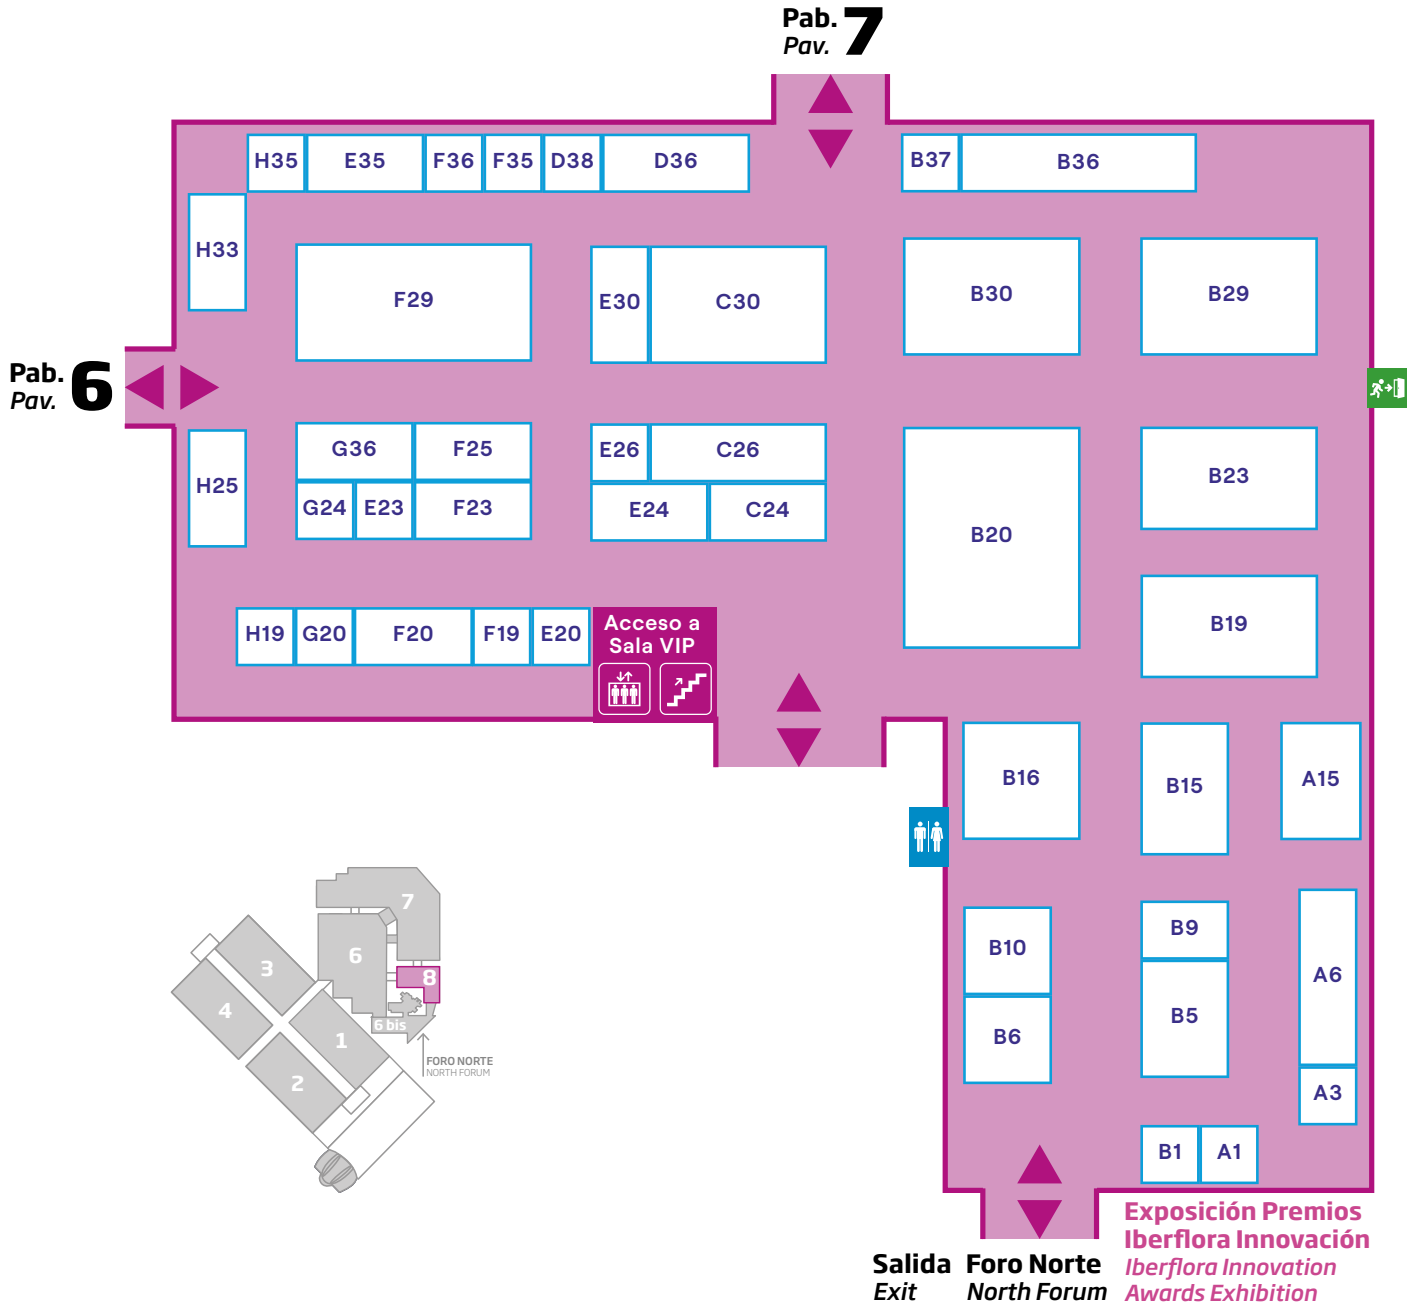 Pab. 7
Pav.
H35 E35 F36 F35 D38 D36 B37 B36
H33
F29 E30 C30 B30 B29
Pab. 6
Pav.
G36 F25 E26 C26
H25 B23
G24 E23 F23 E24 C24
B20
H19 G20 F20 F19 E20
Acceso a
Sala VIP
B19
B16 B15 A15
B10 B9 A6
B6 B5
A3
B1 A1
7
6
3
8
4
1
6 bis
2
FORO NORTE
NORTH FORUM
Salida Foro Norte
Exit North Forum
Exposición Premios
Iberflora Innovación
Iberflora Innovation
Awards Exhibition